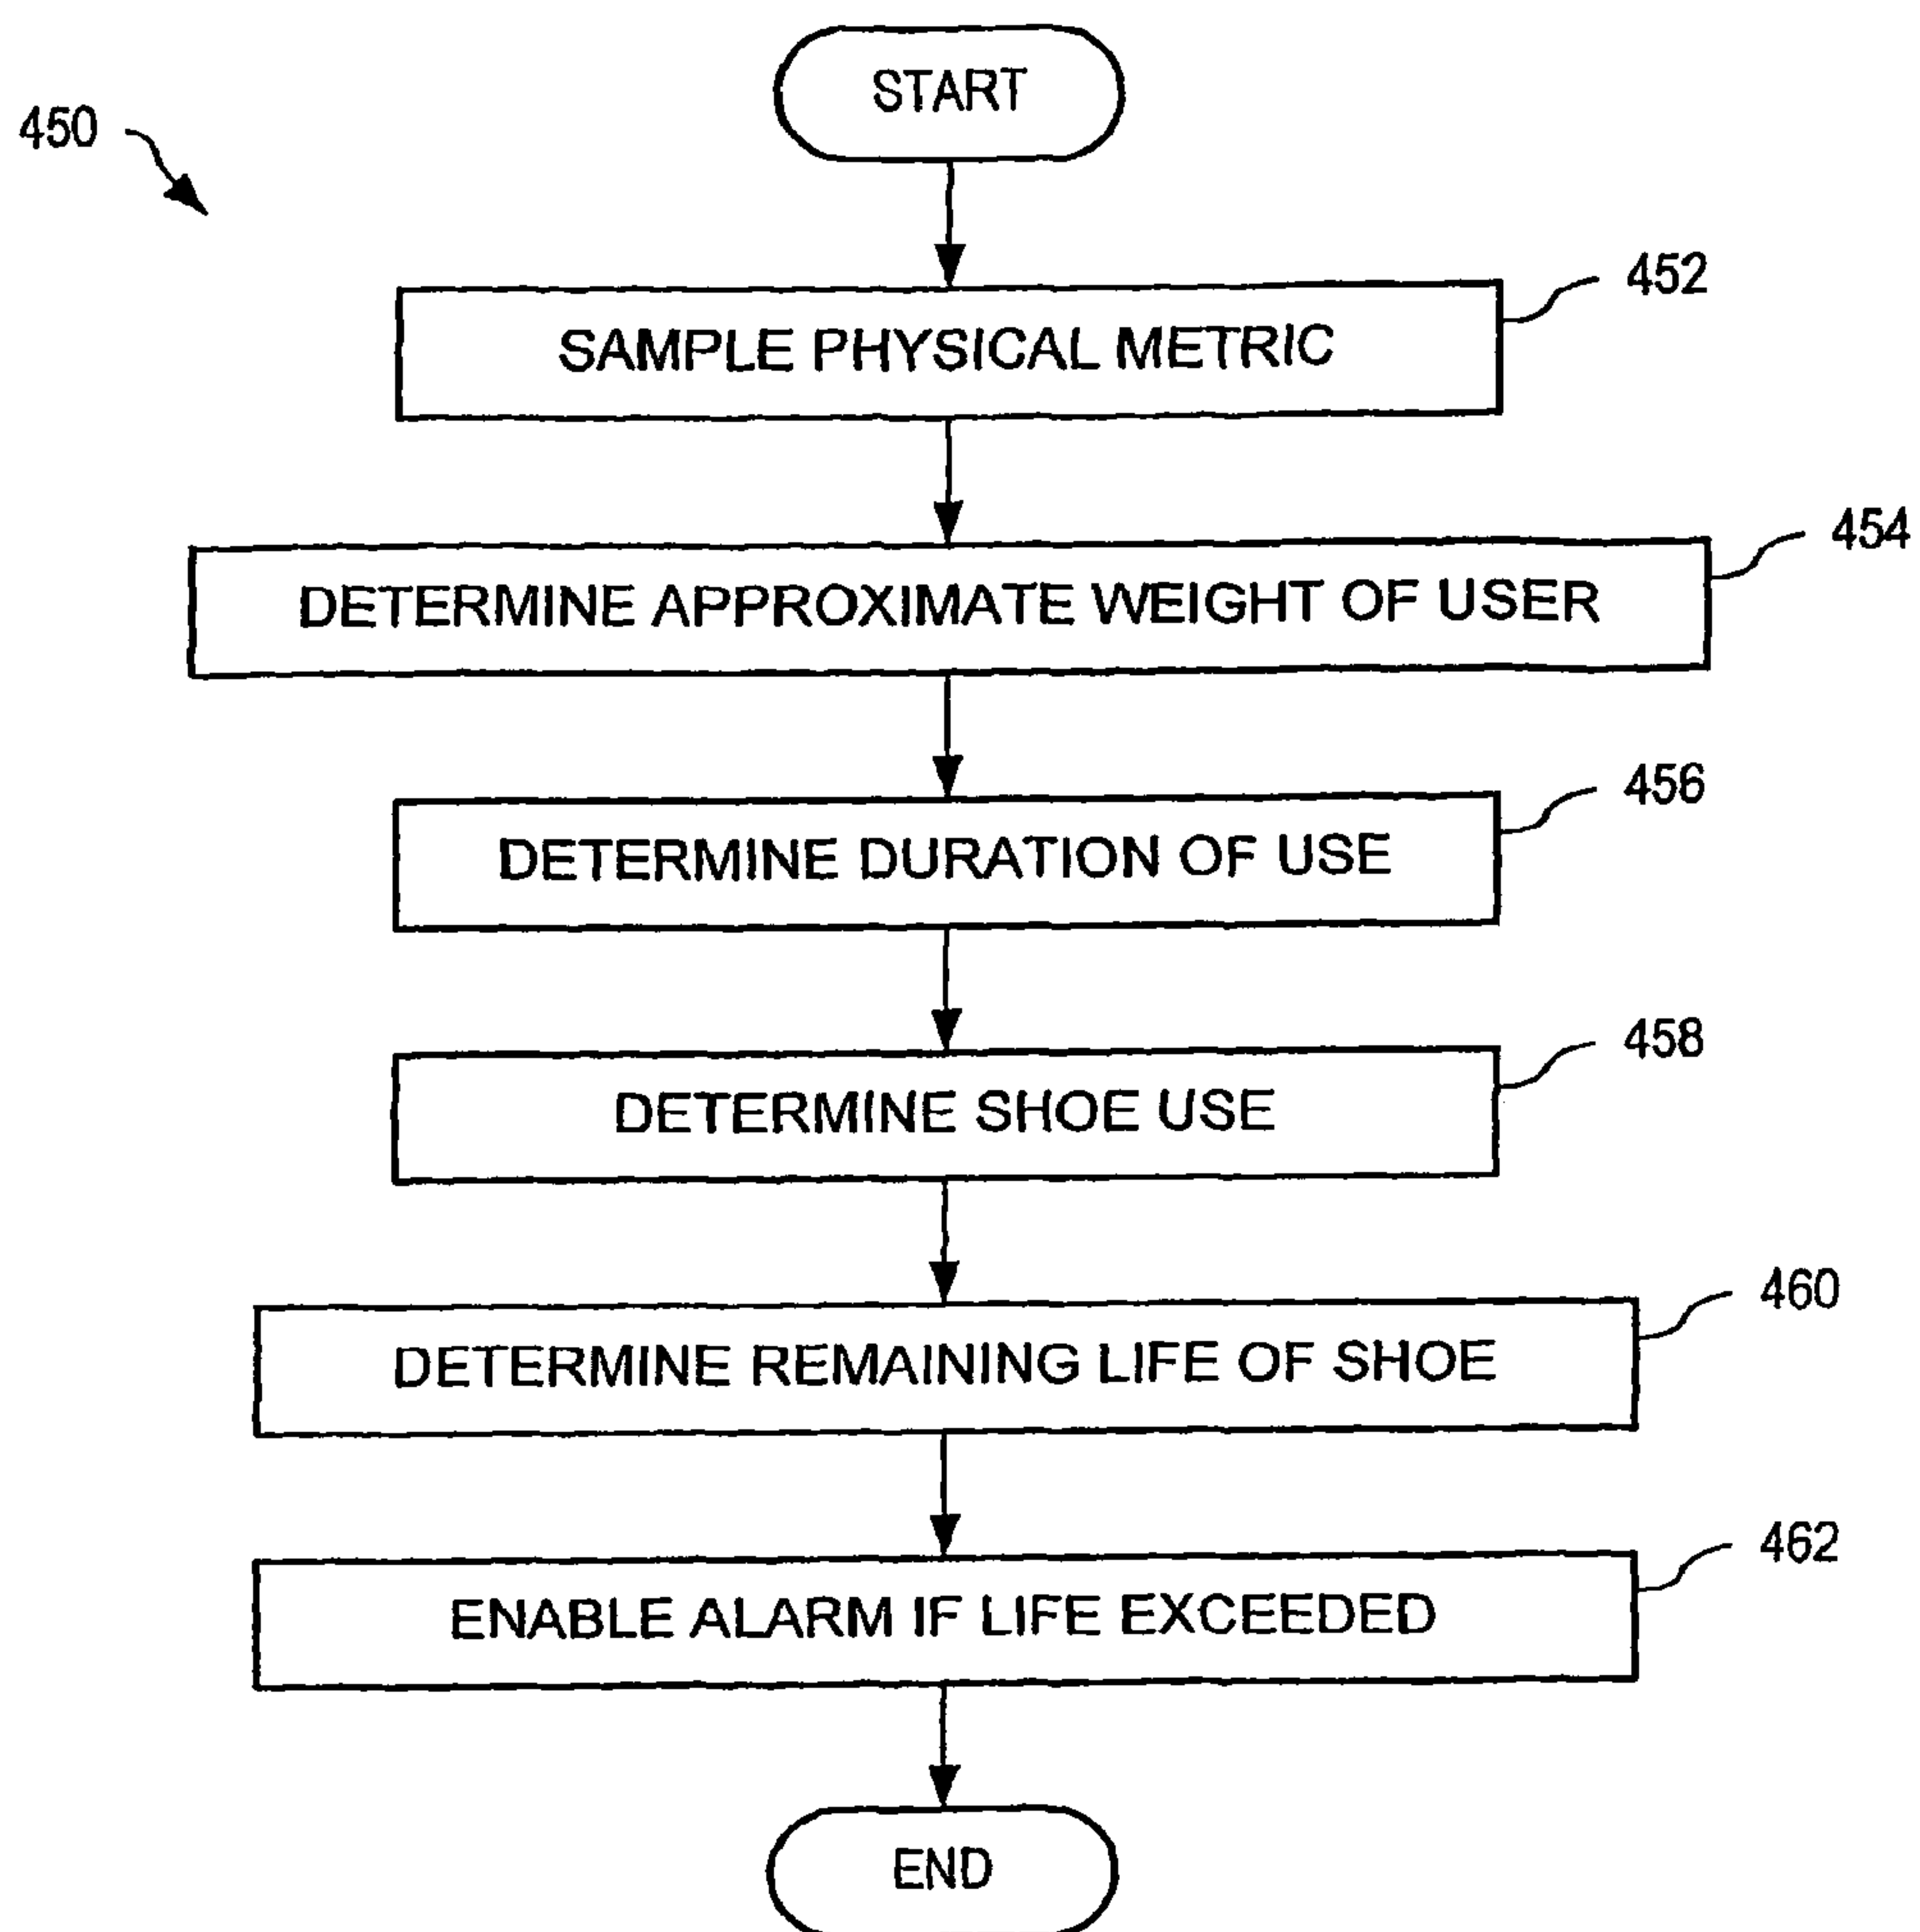 START
450
452
SAMPLE PHYSICAL METRIC
454
DETERMINE APPROXIMATE WEIGHT OF USER
456
DETERMINE DURATION OF USE
458
DETERMINE SHOE USE
460
DETERMINE REMAINING LIFE OF SHOE
462
ENABLE ALARM IF LIFE EXCEEDED
END